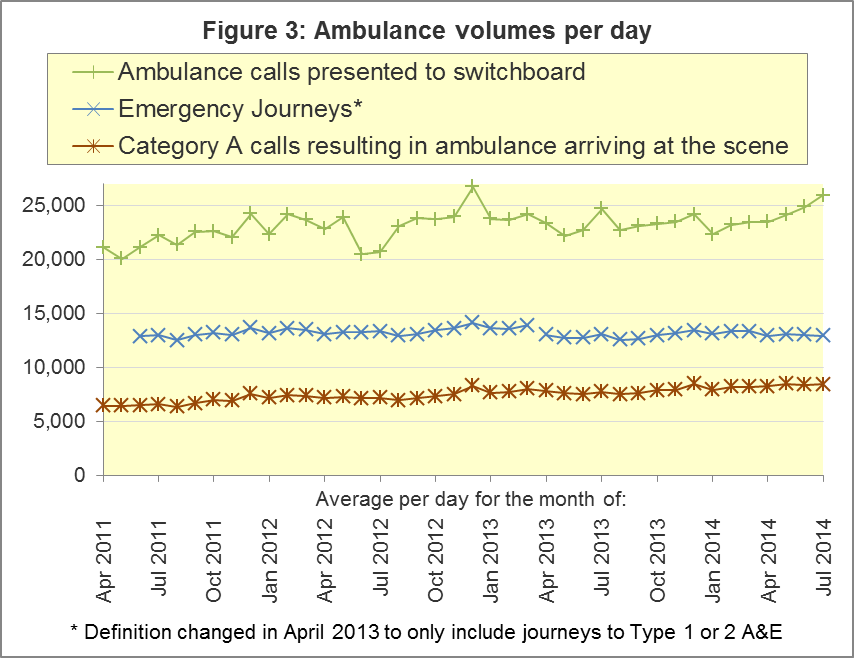 Figure 3: Ambulance volumes per day
Ambulance calls presented to switchboard
Emergency Journeys*
Category A calls resulting in ambulance arriving at the scene
25,000
20,000
15,000
10,000
5,000
0
Average per day for the month of:
Apr 2011
Jul 2011
Oct 2011
Jan 2012
Apr 2012
Jul 2012
Oct 2012
Jan 2013
Apr 2013
Jul 2013
Oct 2013
Jan 2014
Apr 2014
Jul 2014
* Definition changed in April 2013 to only include journeys to Type 1 or 2 A&E